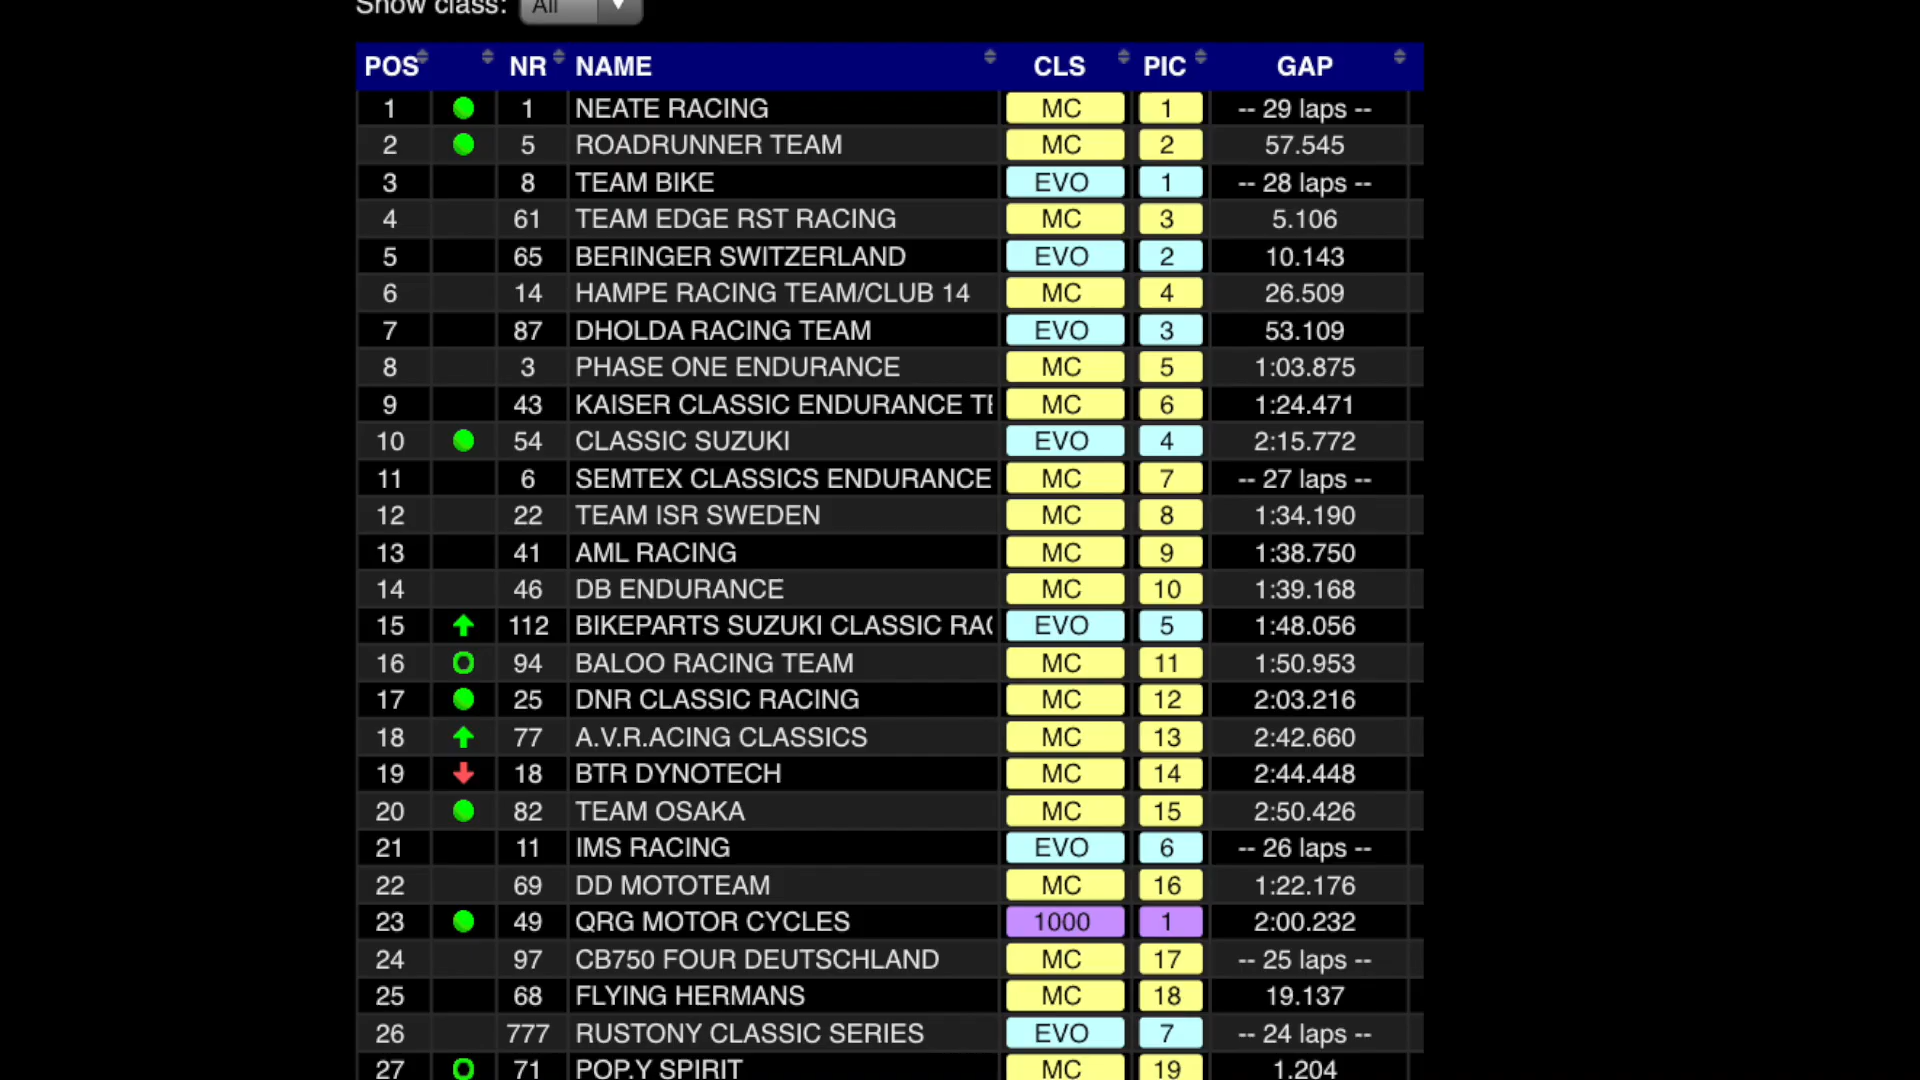 Show class: All
POS NR NAME CLS PIC GAP
1 1 NEATE RACING MC 1 -- 29 laps --
2 5 ROADRUNNER TEAM MC 2 57.545
3 8 TEAM BIKE EVO 1 -- 28 laps --
4 61 TEAM EDGE RST RACING MC 3 5.106
5 65 BERINGER SWITZERLAND EVO 2 10.143
6 14 HAMPE RACING TEAM/CLUB 14 MC 4 26.509
7 87 DHOLDA RACING TEAM EVO 3 53.109
8 3 PHASE ONE ENDURANCE MC 5 1:03.875
9 43 KAISER CLASSIC ENDURANCE TE MC 6 1:24.471
10 54 CLASSIC SUZUKI EVO 4 2:15.772
11 6 SEMTEX CLASSICS ENDURANCE MC 7 -- 27 laps --
12 22 TEAM ISR SWEDEN MC 8 1:34.190
13 41 AML RACING MC 9 1:38.750
14 46 DB ENDURANCE MC 10 1:39.168
15 112 BIKEPARTS SUZUKI CLASSIC RAC EVO 5 1:48.056
16 94 BALOO RACING TEAM MC 11 1:50.953
17 25 DNR CLASSIC RACING MC 12 2:03.216
18 77 A.V.R.ACING CLASSICS MC 13 2:42.660
19 18 BTR DYNOTECH MC 14 2:44.448
20 82 TEAM OSAKA MC 15 2:50.426
21 11 IMS RACING EVO 6 -- 26 laps --
22 69 DD MOTOTEAM MC 16 1:22.176
23 49 QRG MOTOR CYCLES 1000 1 2:00.232
24 97 CB750 FOUR DEUTSCHLAND MC 17 -- 25 laps --
25 68 FLYING HERMANS MC 18 19.137
26 777 RUSTONY CLASSIC SERIES EVO 7 -- 24 laps --
27 71 POP.Y SPIRIT MC 19 1.204